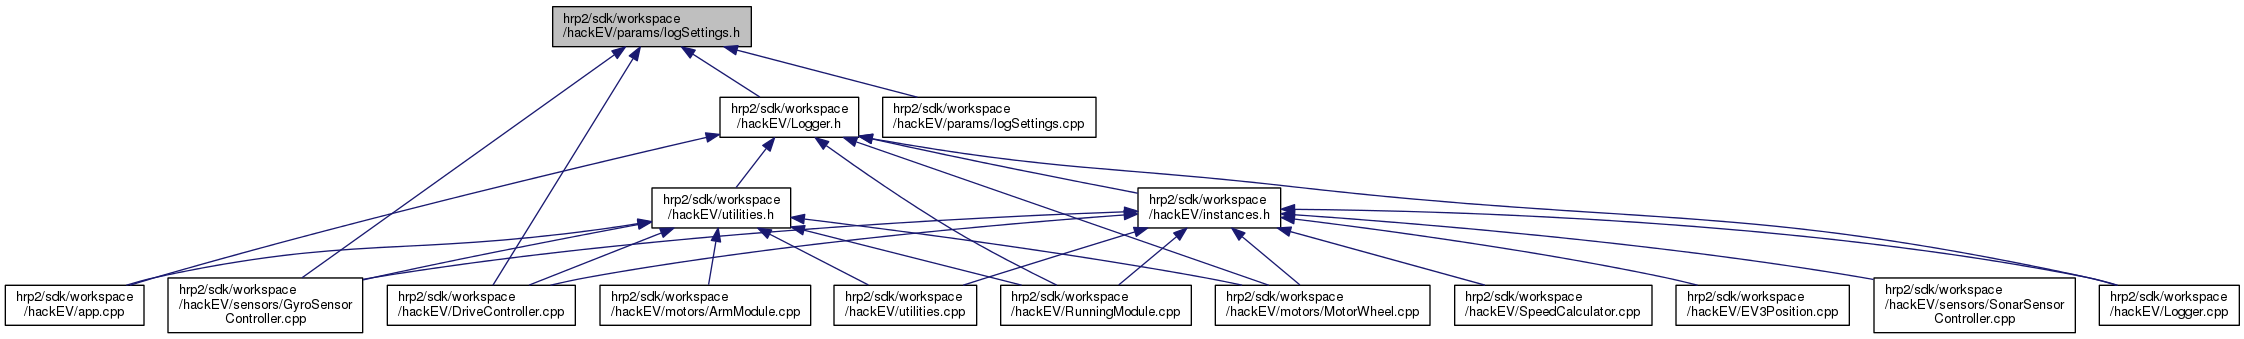 hrp2/sdk/workspace
/hackEV/params/logSettings.h
hrp2/sdk/workspace
/hackEV/Logger.h
hrp2/sdk/workspace
/hackEV/params/logSettings.cpp
hrp2/sdk/workspace
/hackEV/utilities.h
hrp2/sdk/workspace
/hackEV/instances.h
hrp2/sdk/workspace
/hackEV/app.cpp
hrp2/sdk/workspace
/hackEV/sensors/GyroSensor
Controller.cpp
hrp2/sdk/workspace
/hackEV/DriveController.cpp
hrp2/sdk/workspace
/hackEV/motors/ArmModule.cpp
hrp2/sdk/workspace
/hackEV/utilities.cpp
hrp2/sdk/workspace
/hackEV/RunningModule.cpp
hrp2/sdk/workspace
/hackEV/motors/MotorWheel.cpp
hrp2/sdk/workspace
/hackEV/SpeedCalculator.cpp
hrp2/sdk/workspace
/hackEV/EV3Position.cpp
hrp2/sdk/workspace
/hackEV/sensors/SonarSensor
Controller.cpp
hrp2/sdk/workspace
/hackEV/Logger.cpp